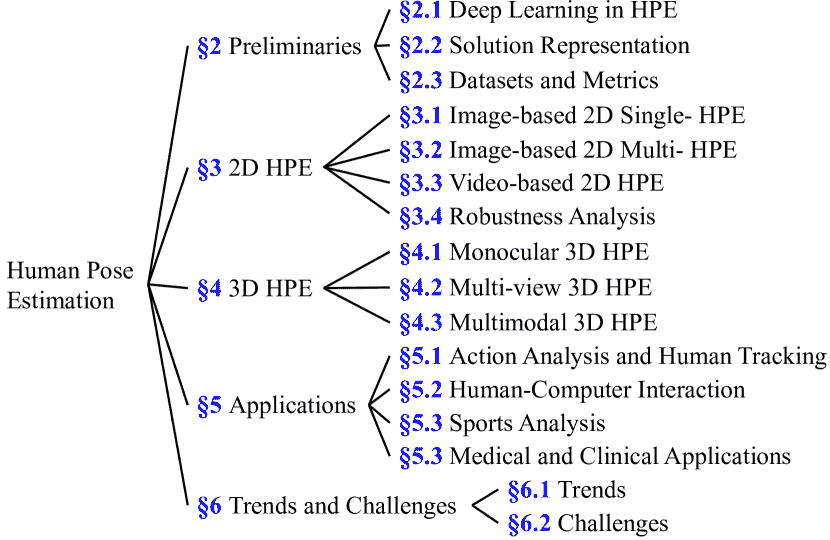 Human Pose
Estimation
§2 Preliminaries
§2.1 Deep Learning in HPE
§2.2 Solution Representation
§2.3 Datasets and Metrics
§3 2D HPE
§3.1 Image-based 2D Single- HPE
§3.2 Image-based 2D Multi- HPE
§3.3 Video-based 2D HPE
§3.4 Robustness Analysis
§4 3D HPE
§4.1 Monocular 3D HPE
§4.2 Multi-view 3D HPE
§4.3 Multimodal 3D HPE
§5 Applications
§5.1 Action Analysis and Human Tracking
§5.2 Human-Computer Interaction
§5.3 Sports Analysis
§5.3 Medical and Clinical Applications
§6 Trends and Challenges
§6.1 Trends
§6.2 Challenges